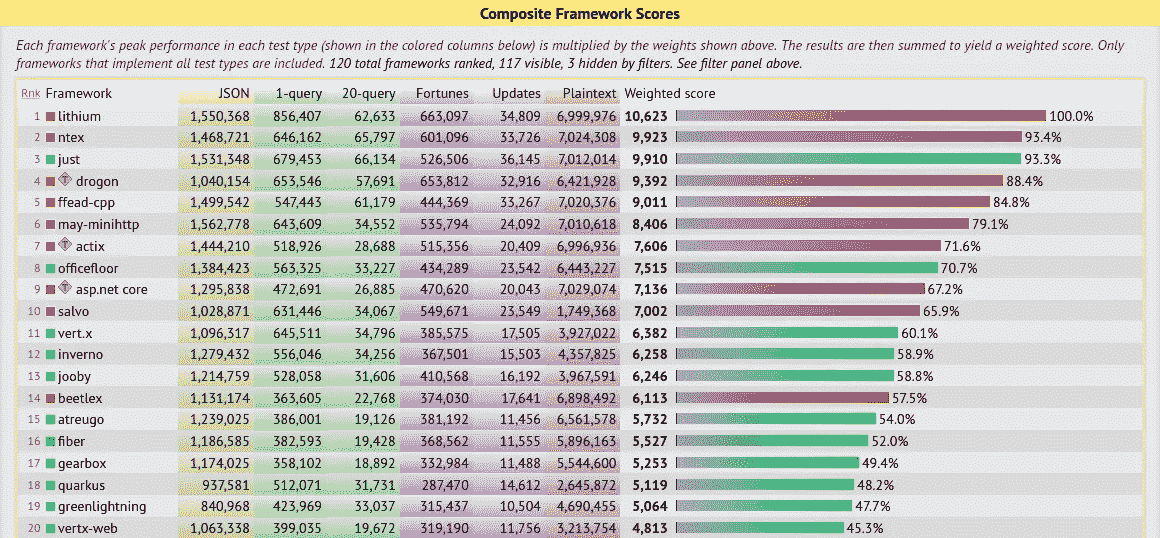 Composite Framework Scores
Each framework's peak performance in each test type (shown in the colored columns below) is multiplied by the weights shown above. The results are then summed to yield a weighted score. Only
frameworks that implement all test types are included. 120 total frameworks ranked, 117 visible, 3 hidden by filters. See filter panel above.
Rnk Framework JSON 1-query 20-query Fortunes Updates Plaintext Weighted score
1 lithium 1,550,368 856,407 62,633 663,097 34,809 6,999,976 10,623 100.0%
2 ntex 1,468,721 646,162 65,797 601,096 33,726 7,024,308 9,923 93.4%
3 just 1,531,348 679,453 66,134 526,506 36,145 7,012,014 9,910 93.3%
4 T drogon 1,040,154 653,546 57,691 653,812 32,916 6,421,928 9,392 88.4%
5 ffead-cpp 1,499,542 547,443 61,179 444,369 33,267 7,020,376 9,011 84.8%
6 may-minihttp 1,562,778 643,609 34,552 535,794 24,092 7,010,618 8,406 79.1%
7 T actix 1,444,210 518,926 28,688 515,356 20,409 6,996,936 7,606 71.6%
8 officefloor 1,384,423 563,325 33,227 434,289 23,542 6,443,227 7,515 70.7%
9 T asp.net core 1,295,838 472,691 26,885 470,620 20,043 7,029,074 7,136 67.2%
10 salvo 1,028,871 631,446 34,067 549,671 23,549 1,749,368 7,002 65.9%
11 vert.x 1,096,317 645,511 34,796 385,575 17,505 3,927,022 6,382 60.1%
12 inverno 1,279,432 556,046 34,256 367,501 15,503 4,357,825 6,258 58.9%
13 jooby 1,214,759 528,058 31,606 410,568 16,192 3,967,591 6,246 58.8%
14 beetlex 1,131,174 363,605 22,768 374,030 17,641 6,898,492 6,113 57.5%
15 atreugo 1,239,025 386,001 19,126 381,192 11,456 6,561,578 5,732 54.0%
16 fiber 1,186,585 382,593 19,428 368,562 11,555 5,896,163 5,527 52.0%
17 gearbox 1,174,025 358,102 18,892 332,984 11,488 5,544,600 5,253 49.4%
18 quarkus 937,581 512,071 31,731 287,470 14,612 2,645,872 5,119 48.2%
19 greenlightning 840,968 423,969 33,037 315,437 10,504 4,690,455 5,064 47.7%
20 vertx-web 1,063,338 399,035 19,672 319,190 11,756 3,213,754 4,813 45.3%